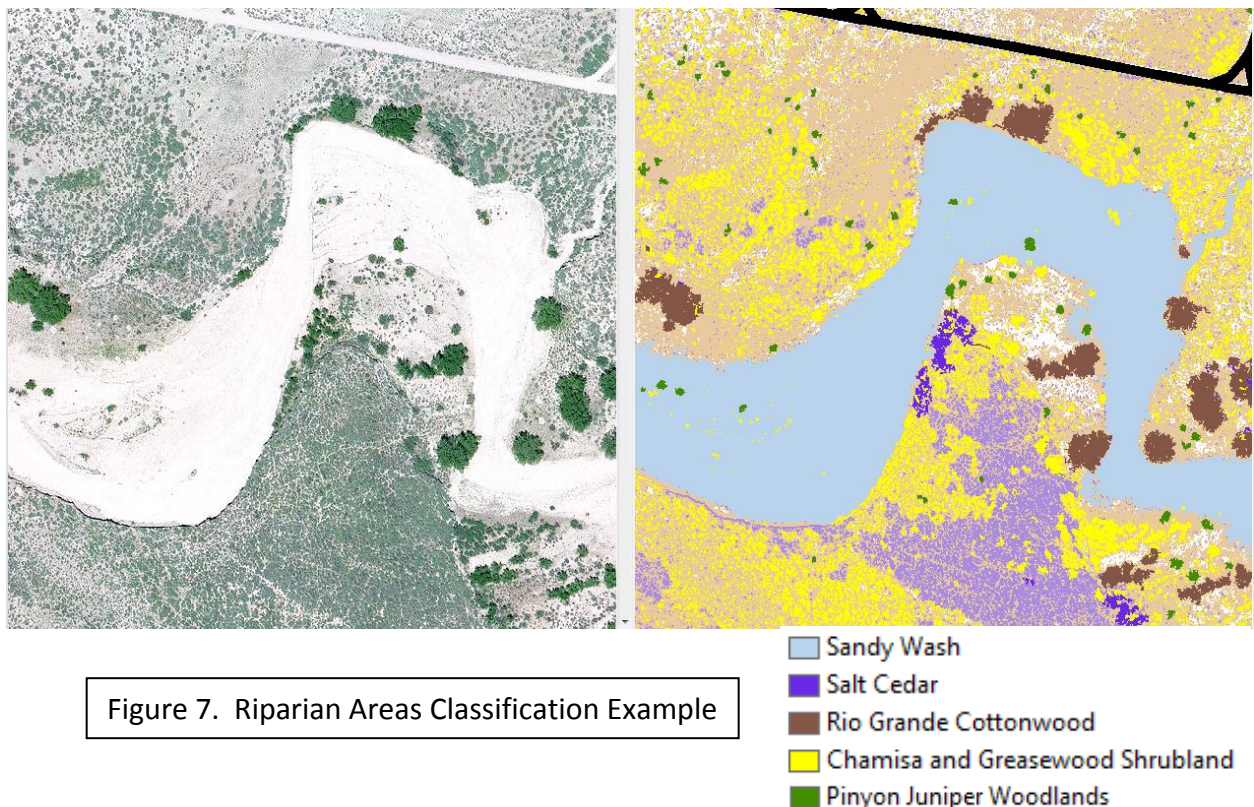 Sandy Wash
Salt Cedar
Figure 7.  Riparian Areas Classification Example
Rio Grande Cottonwood
Chamisa and Greasewood Shrubland
Pinyon Juniper Woodlands